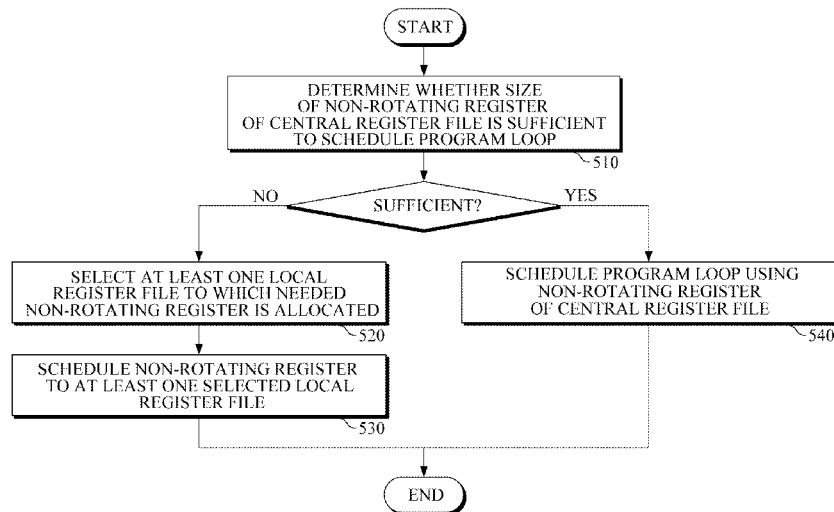 START
DETERMINE WHETHER SIZE
OF NON-ROTATING REGISTER
OF CENTRAL REGISTER FILE IS SUFFICIENT
TO SCHEDULE PROGRAM LOOP
510
NO
SUFFICIENT?
YES
SELECT AT LEAST ONE LOCAL
REGISTER FILE TO WHICH NEEDED
NON-ROTATING REGISTER IS ALLOCATED
520
SCHEDULE PROGRAM LOOP USING
NON-ROTATING REGISTER
OF CENTRAL REGISTER FILE
540
SCHEDULE NON-ROTATING REGISTER
TO AT LEAST ONE SELECTED LOCAL
REGISTER FILE
530
END